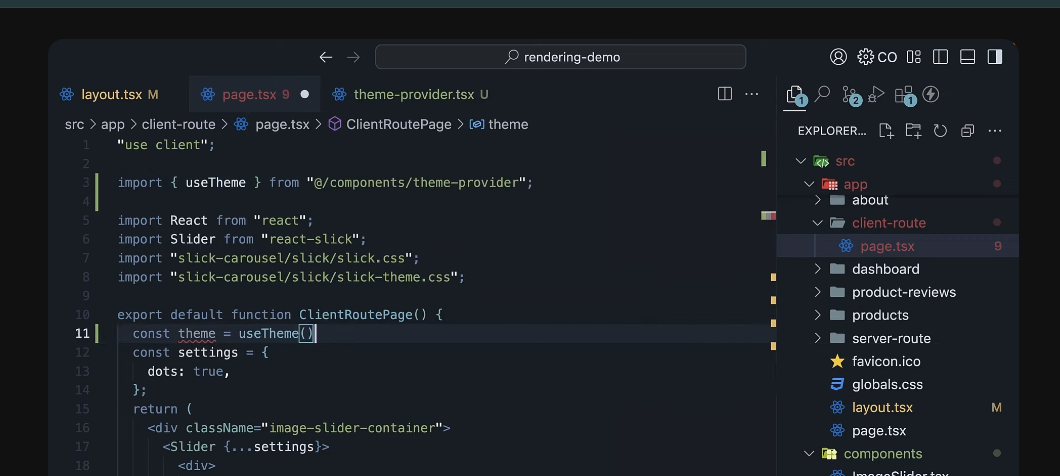 rendering-demo
CO
layout.tsx M
page.tsx 9
theme-provider.tsx U
src > app > client-route > page.tsx > ClientRoutePage > theme
1 "use client";
2
3 import { useTheme } from "@/components/theme-provider";
4
5 import React from "react";
6 import Slider from "react-slick";
7 import "slick-carousel/slick/slick.css";
8 import "slick-carousel/slick/slick-theme.css";
9
10 export default function ClientRoutePage() {
11 const theme = useTheme()
12 const settings = {
13 dots: true,
14 };
15 return (
16 <div className="image-slider-container">
17 <Slider {...settings}>
18 <div>
1
2
1
EXPLORER...
src
app
about
client-route
page.tsx 9
dashboard
product-reviews
products
server-route
favicon.ico
globals.css
layout.tsx M
page.tsx
components
ImageSlider.tsx